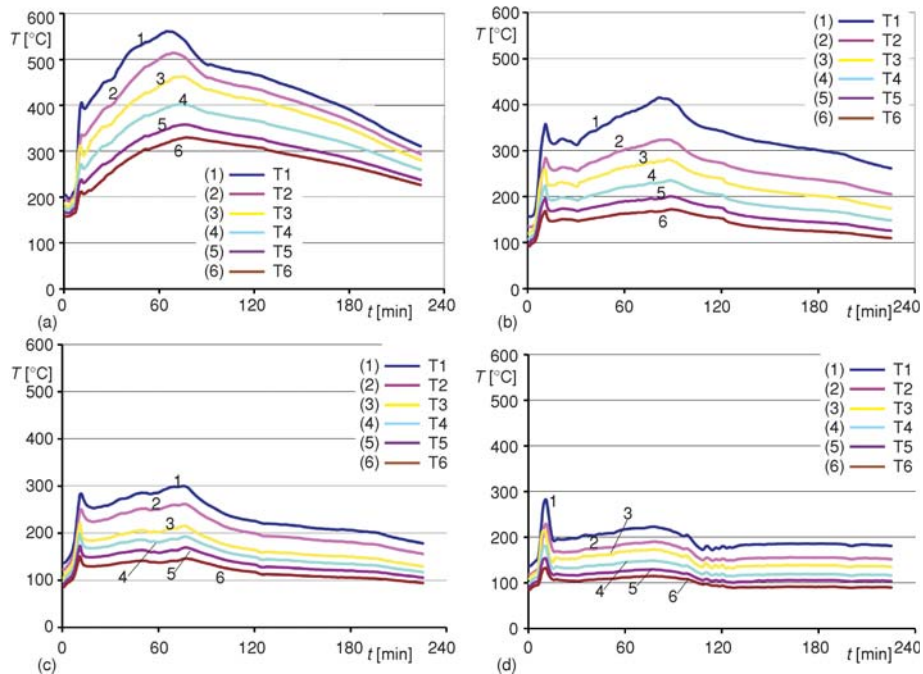 600
T [°C]
500
400
300
200
100
0
0 60 120 180 240
t [min]
1
2
3
4
5
6
(1) T1
(2) T2
(3) T3
(4) T4
(5) T5
(6) T6
(a)
600
T [°C]
500
400
300
200
100
0
0 60 120 180 240
t [min]
1
2
3
4
5
6
(1) T1
(2) T2
(3) T3
(4) T4
(5) T5
(6) T6
(b)
600
T [°C]
500
400
300
200
100
0
0 60 120 180 240
t [min]
1
2
3
4
5
6
(1) T1
(2) T2
(3) T3
(4) T4
(5) T5
(6) T6
(c)
600
T [°C]
500
400
300
200
100
0
0 60 120 180 240
t [min]
1
2
3
4
5
6
(1) T1
(2) T2
(3) T3
(4) T4
(5) T5
(6) T6
(d)